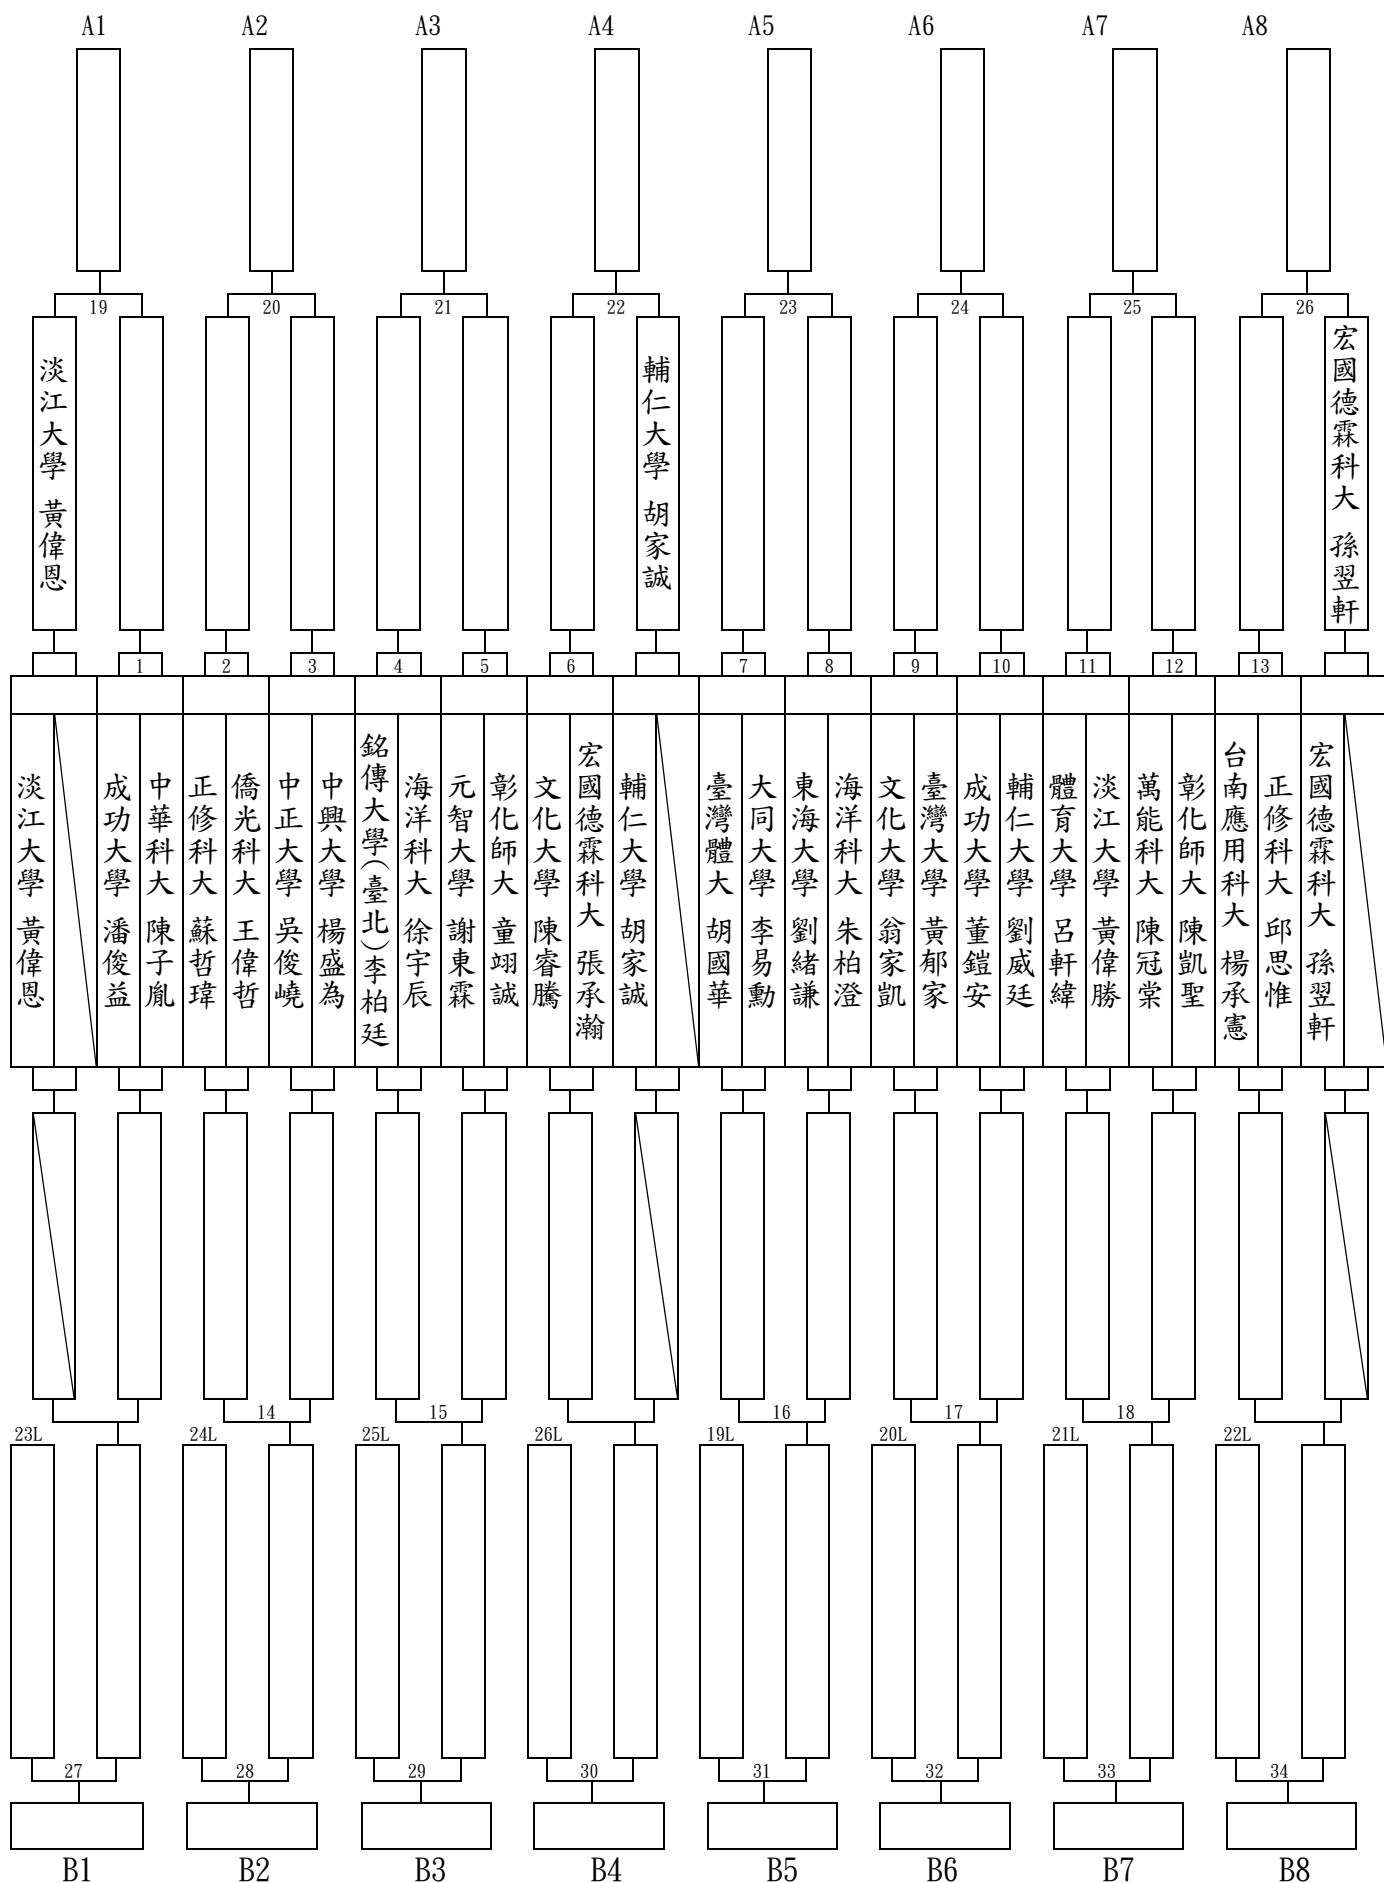 A1 A2 A3 A4 A5 A6 A7 A8
19 20 21 22 23 24 25 26
淡江大學 黃偉恩
輔仁大學 胡家誠
宏國德霖科大 孫翌軒
1 2 3 4 5 6 7 8 9 10 11 12 13
淡江大學 黃偉恩
成功大學 潘俊益
中華科大 陳子胤
正修科大 蘇哲瑋
僑光科大 王偉哲
中正大學 吳俊嶢
中興大學 楊盛為
銘傳大學(臺北)李柏廷
海洋科大 徐宇辰
元智大學 謝東霖
彰化師大 童翊誠
文化大學 陳睿騰
宏國德霖科大 張承瀚
輔仁大學 胡家誠
臺灣體大 胡國華
大同大學 李易勳
東海大學 劉緒謙
海洋科大 朱柏澄
文化大學 翁家凱
臺灣大學 黃郁家
成功大學 董鎧安
輔仁大學 劉威廷
體育大學 呂軒緯
淡江大學 黃偉勝
萬能科大 陳冠棠
彰化師大 陳凱聖
台南應用科大 楊承憲
正修科大 邱思惟
宏國德霖科大 孫翌軒
14 15 16 17 18
23L 24L 25L 26L 19L 20L 21L 22L
27 28 29 30 31 32 33 34
B1 B2 B3 B4 B5 B6 B7 B8